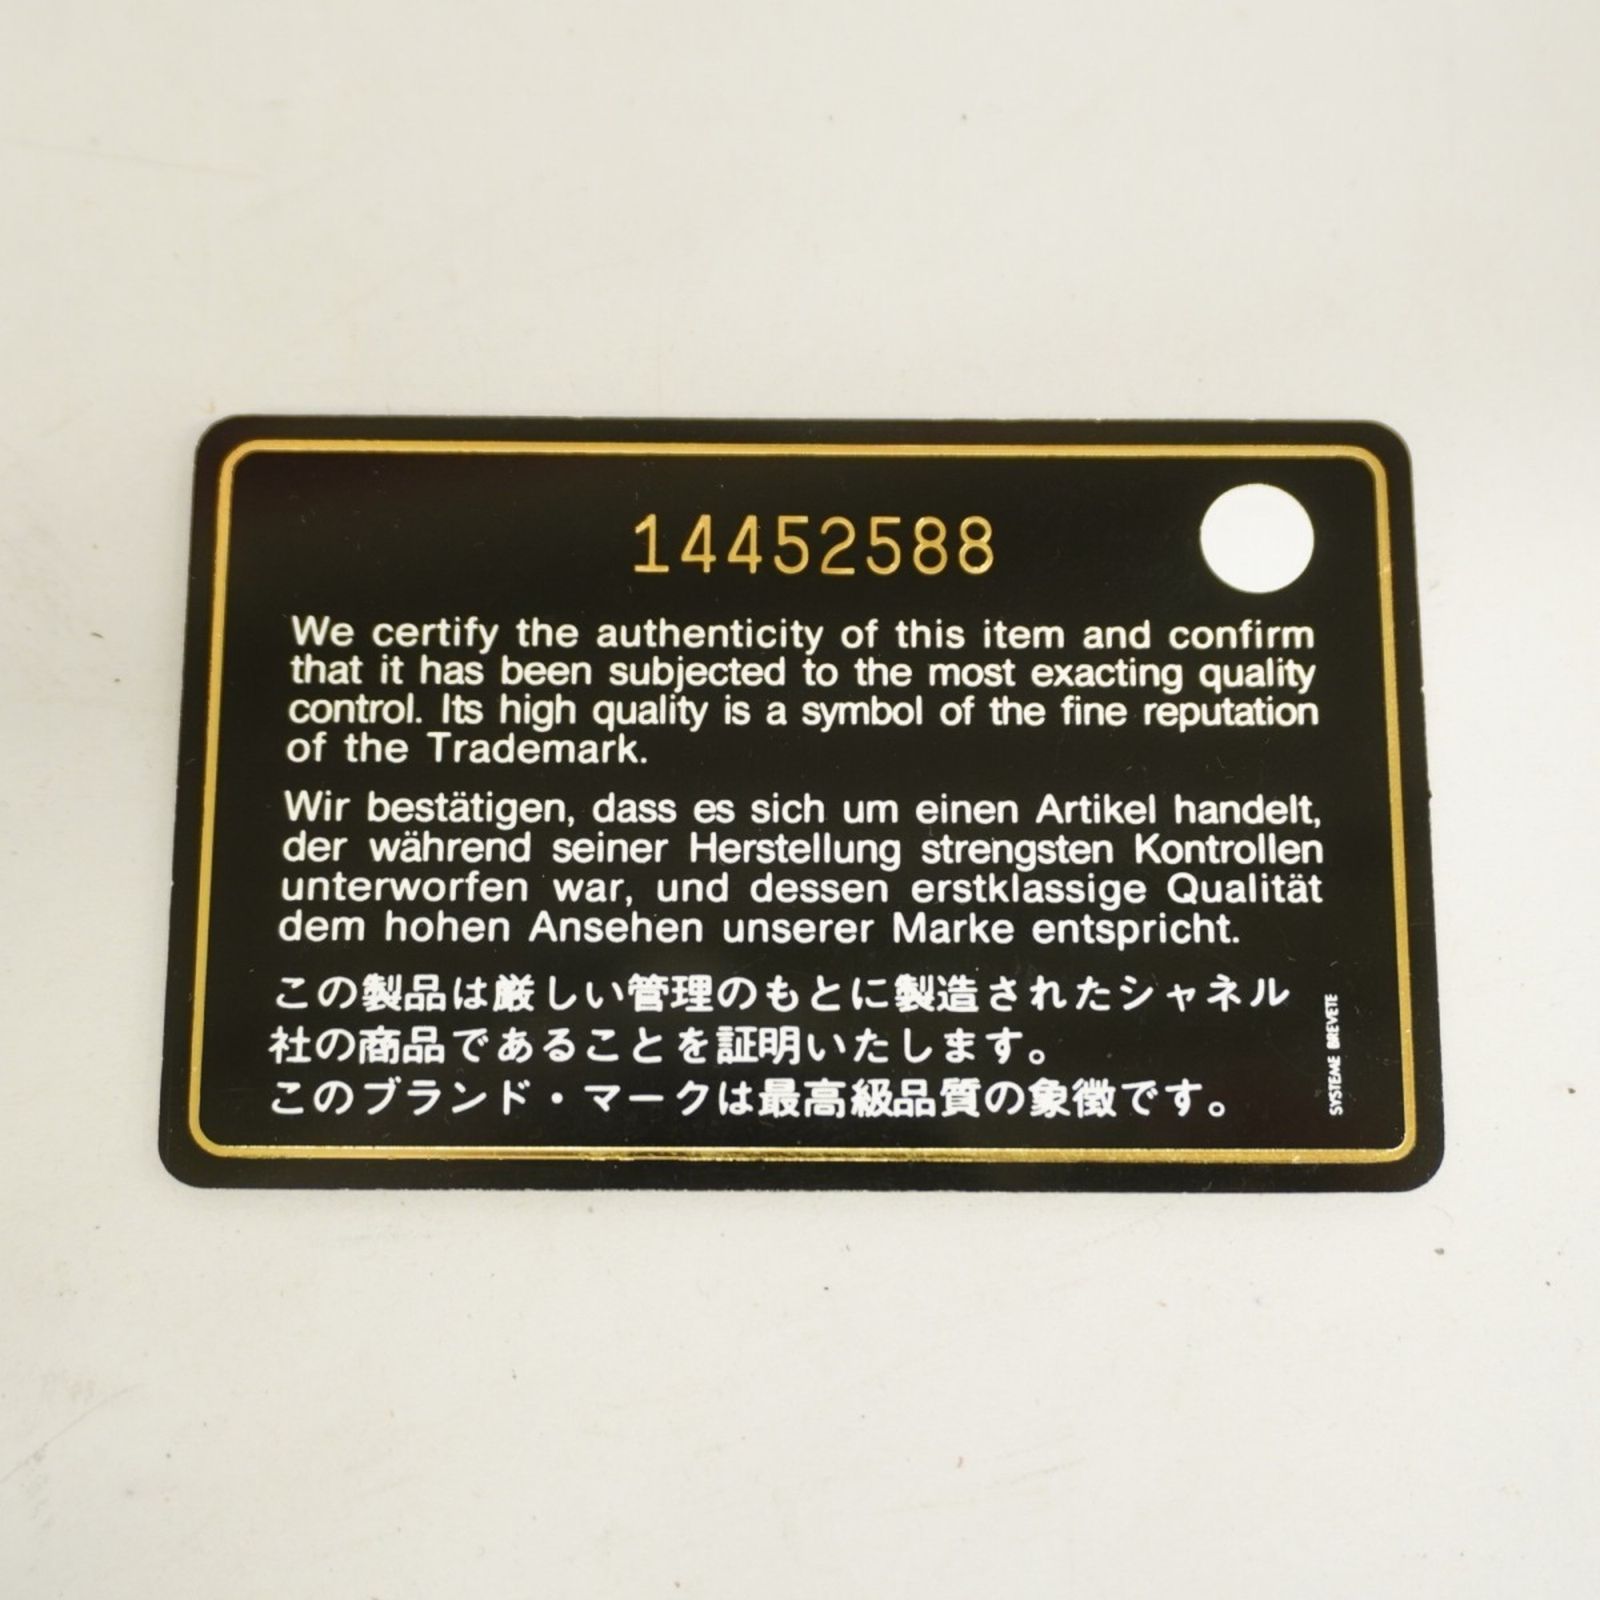 14452588
We certify the authenticity of this item and confirm
that it has been subjected to the most exacting quality
control. Its high quality is a symbol of the fine reputation
of the Trademark.
Wir bestätigen, dass es sich um einen Artikel handelt,
der während seiner Herstellung strengsten Kontrollen
unterworfen war, und dessen erstklassige Qualität
dem hohen Ansehen unserer Marke entspricht.
この製品は厳しい管理のもとに製造されたシャネル
社の商品であることを証明いたします。
このブランド・マークは最高級品質の象徴です。
SYSTEME BREVETE